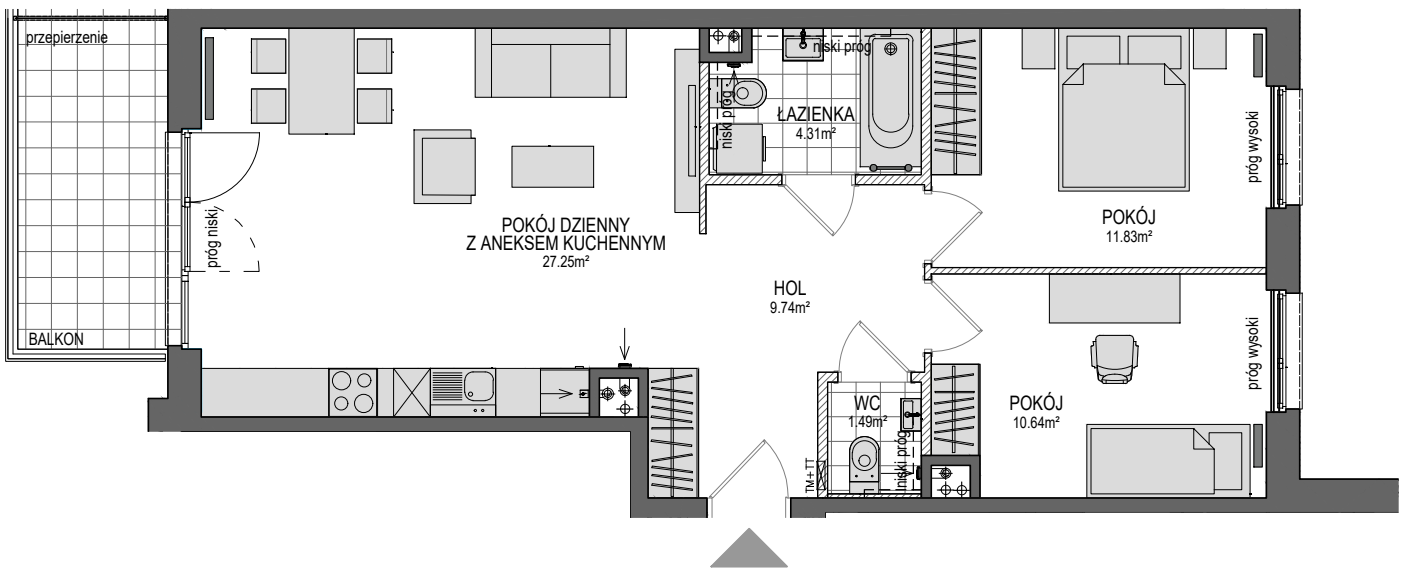 przepierzenie
BALKON
próg niski
POKÓJ DZIENNY
Z ANEKSEM KUCHENNYM
27.25m²
niski próg
niski próg
ŁAZIENKA
4.31m²
HOL
9.74m²
POKÓJ
11.83m²
próg wysoki
WC
1.49m²
niski próg
TM+TT
POKÓJ
10.64m²
próg wysoki